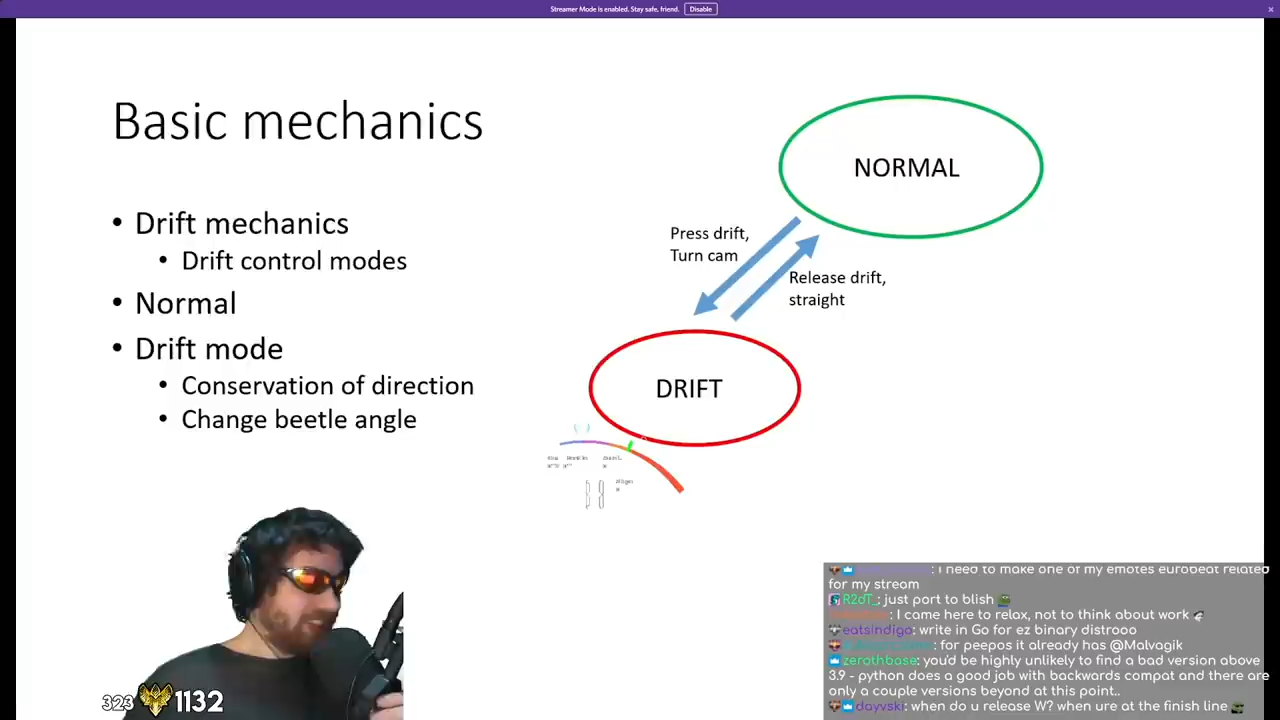 Streamer Mode is enabled. Stay safe, friend. Disable
Basic mechanics
• Drift mechanics
• Drift control modes
• Normal
• Drift mode
• Conservation of direction
• Change beetle angle
NORMAL
Press drift,
Turn cam
Release drift,
straight
DRIFT
: i need to make one of my emotes eurobeat related
for my stream
R2dT_: just port to blish
: I came here to relax, not to think about work
eatsindigo: write in Go for ez binary distrooo
: for peepos it already has @Malvagik
zerothbase: you'd be highly unlikely to find a bad version above
3.9 - python does a good job with backwards compat and there are
only a couple versions beyond at this point..
dayvski: when do u release W? when ure at the finish line
323 1132